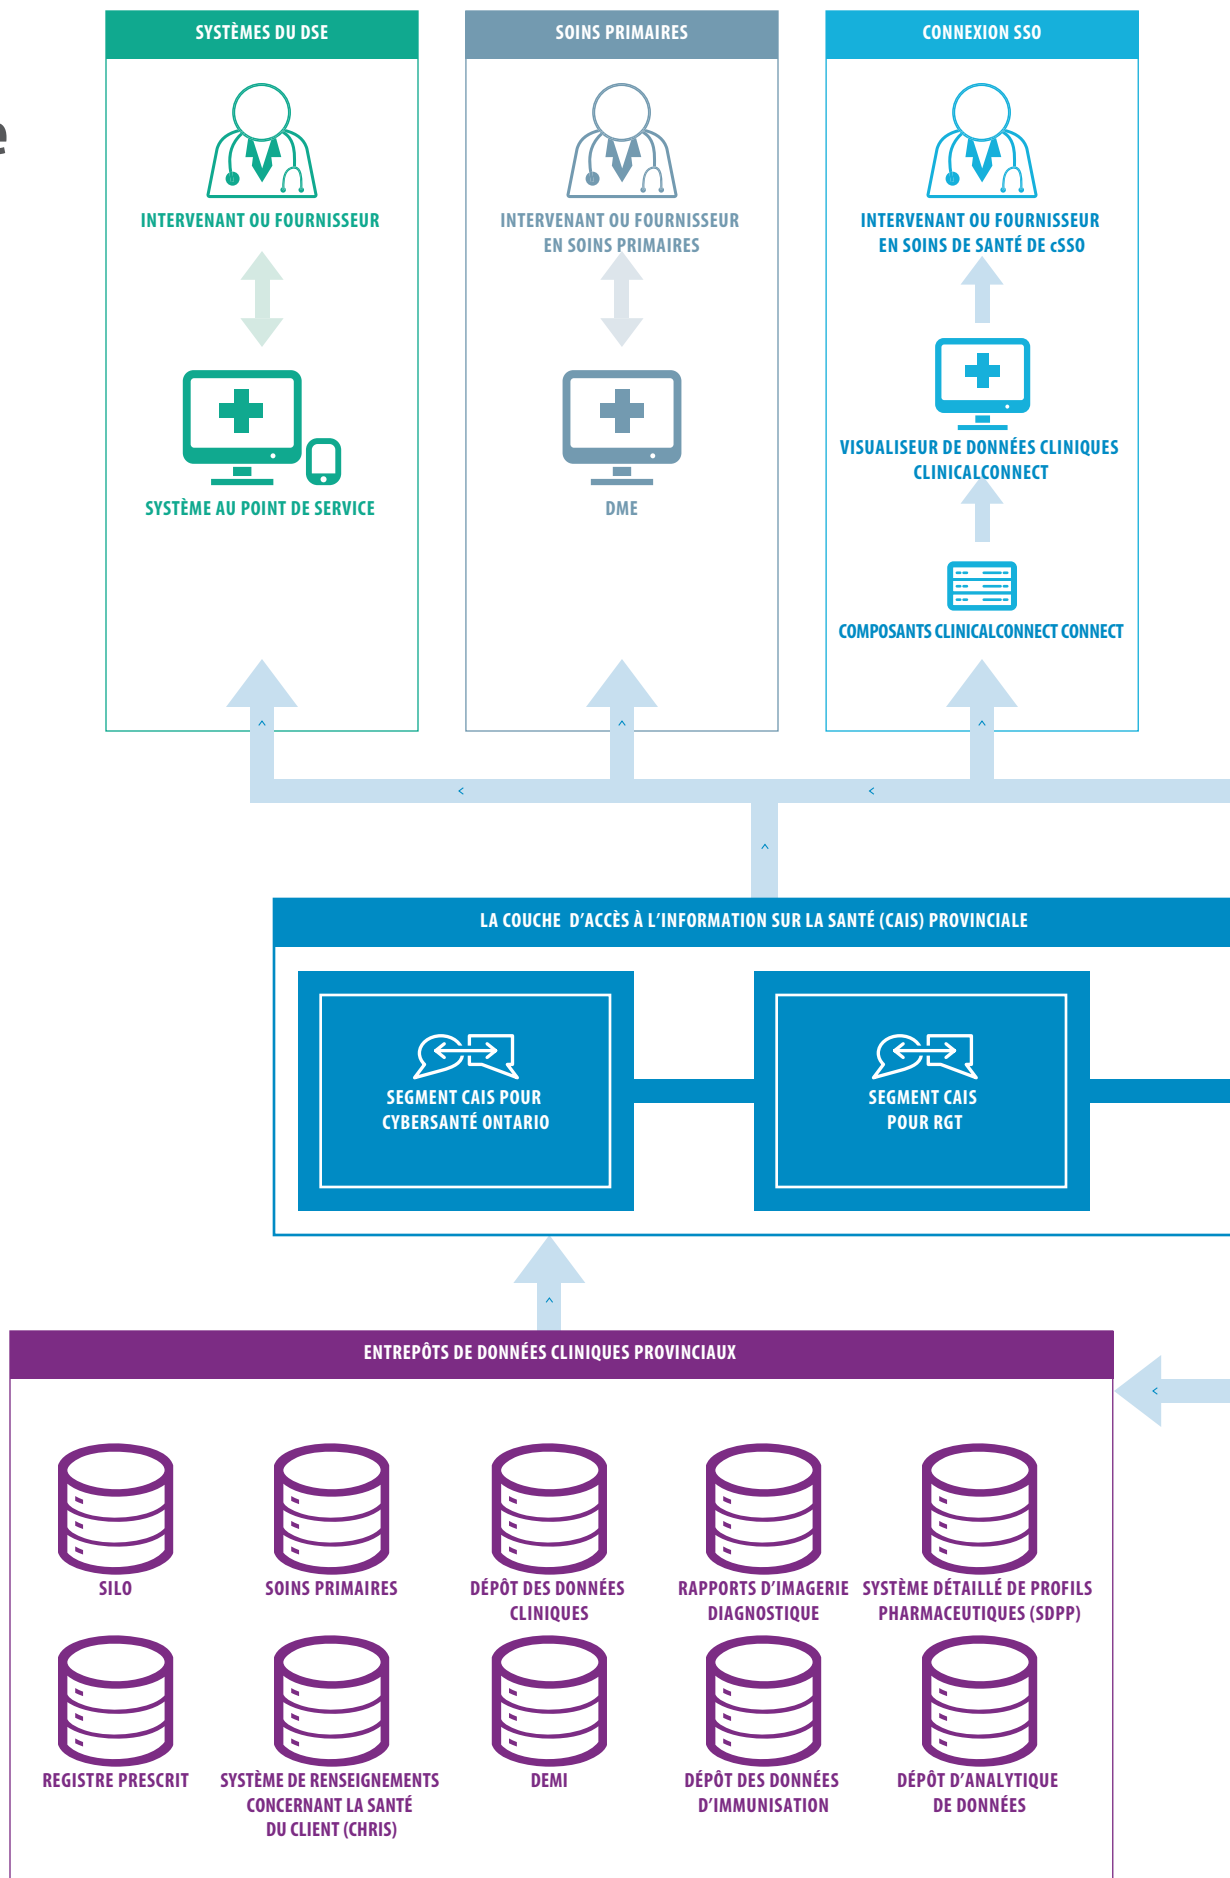 e
SYSTÈMES DU DSE
INTERVENANT OU FOURNISSEUR
SYSTÈME AU POINT DE SERVICE
SOINS PRIMAIRES
INTERVENANT OU FOURNISSEUR
EN SOINS PRIMAIRES
DME
CONNEXION SSO
INTERVENANT OU FOURNISSEUR
EN SOINS DE SANTÉ DE cSSO
VISUALISEUR DE DONNÉES CLINIQUES
CLINICALCONNECT
COMPOSANTS CLINICALCONNECT CONNECT
LA COUCHE D’ACCÈS À L’INFORMATION SUR LA SANTÉ (CAIS) PROVINCIALE
SEGMENT CAIS POUR
CYBERSANTÉ ONTARIO
SEGMENT CAIS
POUR RGT
ENTREPÔTS DE DONNÉES CLINIQUES PROVINCIAUX
SILO
SOINS PRIMAIRES
DÉPÔT DES DONNÉES
CLINIQUES
RAPPORTS D’IMAGERIE
DIAGNOSTIQUE
SYSTÈME DÉTAILLÉ DE PROFILS
PHARMACEUTIQUES (SDPP)
REGISTRE PRESCRIT
SYSTÈME DE RENSEIGNEMENTS
CONCERNANT LA SANTÉ
DU CLIENT (CHRIS)
DEMI
DÉPÔT DES DONNÉES
D’IMMUNISATION
DÉPÔT D’ANALYTIQUE
DE DONNÉES